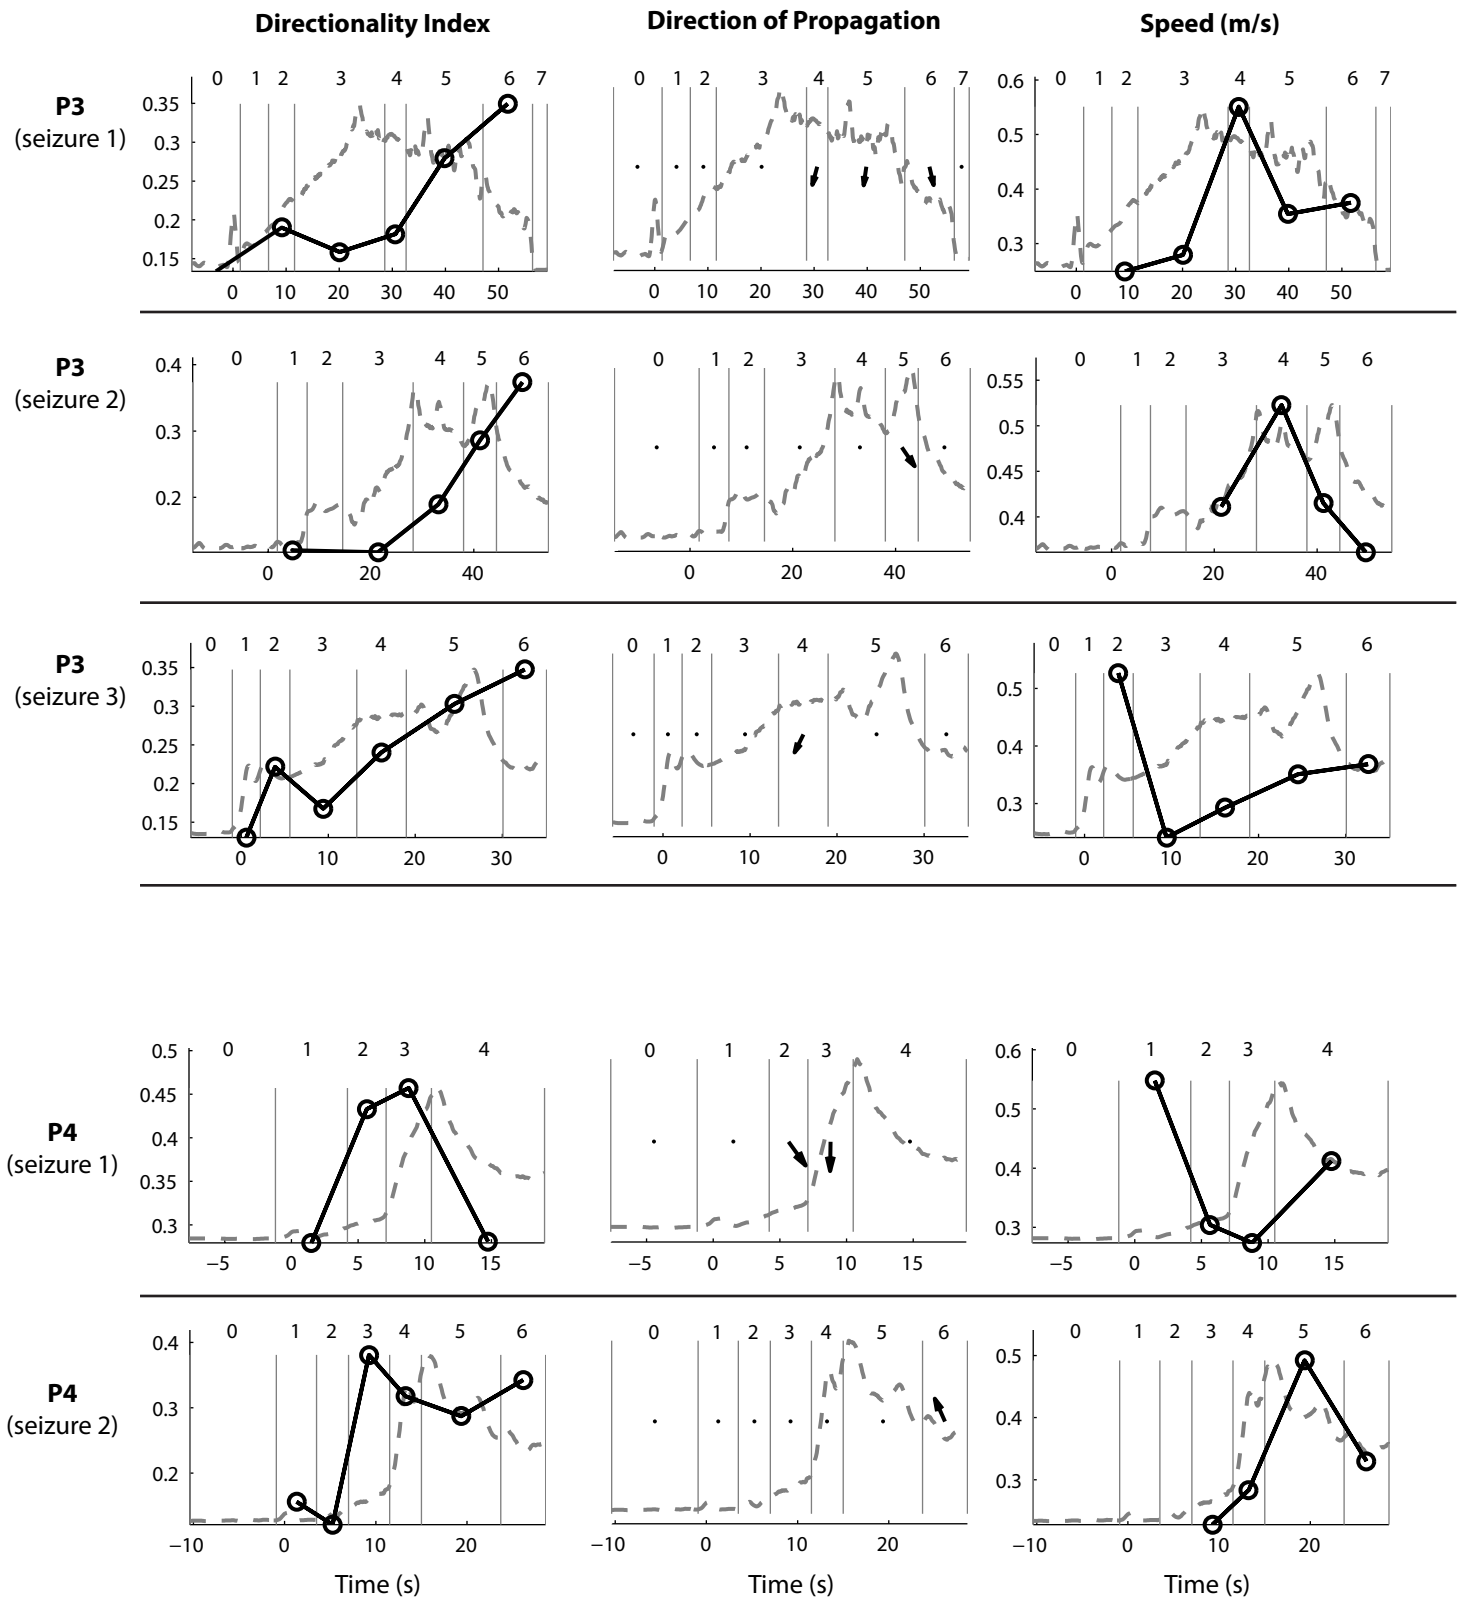 Directionality Index Direction of Propagation Speed (m/s)
P3
(seizure 1)
0 1 2 3 4 5 6 7
0.35
0.3
0.25
0.2
0.15
0 10 20 30 40 50
0 1 2 3 4 5 6 7
0 10 20 30 40 50
0 1 2 3 4 5 6 7
0.6
0.5
0.4
0.3
0 10 20 30 40 50
P3
(seizure 2)
0 1 2 3 4 5 6
0.4
0.3
0.2
0 20 40
0 1 2 3 4 5 6
0 20 40
0 1 2 3 4 5 6
0.55
0.5
0.45
0.4
0 20 40
P3
(seizure 3)
0 1 2 3 4 5 6
0.35
0.3
0.25
0.2
0.15
0 10 20 30
0 1 2 3 4 5 6
0 10 20 30
0 1 2 3 4 5 6
0.5
0.4
0.3
0 10 20 30
P4
(seizure 1)
0 1 2 3 4
0.5
0.45
0.4
0.35
0.3
−5 0 5 10 15
0 1 2 3 4
−5 0 5 10 15
0 1 2 3 4
0.6
0.5
0.4
0.3
−5 0 5 10 15
P4
(seizure 2)
0 1 2 3 4 5 6
0.4
0.3
0.2
−10 0 10 20
0 1 2 3 4 5 6
−10 0 10 20
0 1 2 3 4 5 6
0.5
0.4
0.3
−10 0 10 20
Time (s) Time (s) Time (s)